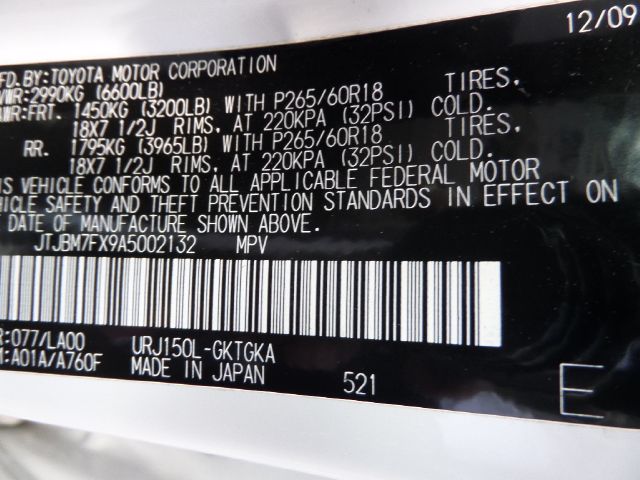 12/09
MFD.BY:TOYOTA MOTOR CORPORATION
VWR:2990KG (6600LB)
AWR:FRT. 1450KG (3200LB) WITH P265/60R18 TIRES,
18X7 1/2J RIMS, AT 220KPA (32PSI) COLD.
RR. 1795KG (3965LB) WITH P265/60R18 TIRES,
18X7 1/2J RIMS, AT 220KPA (32PSI) COLD.
IS VEHICLE CONFORMS TO ALL APPLICABLE FEDERAL MOTOR
HICLE SAFETY AND THEFT PREVENTION STANDARDS IN EFFECT ON
DATE OF MANUFACTURE SHOWN ABOVE.
JTJBM7FX9A5002132 MPV
R:077/LA00 URJ150L-GKTGKA
M:A01A/A760F MADE IN JAPAN 521 E